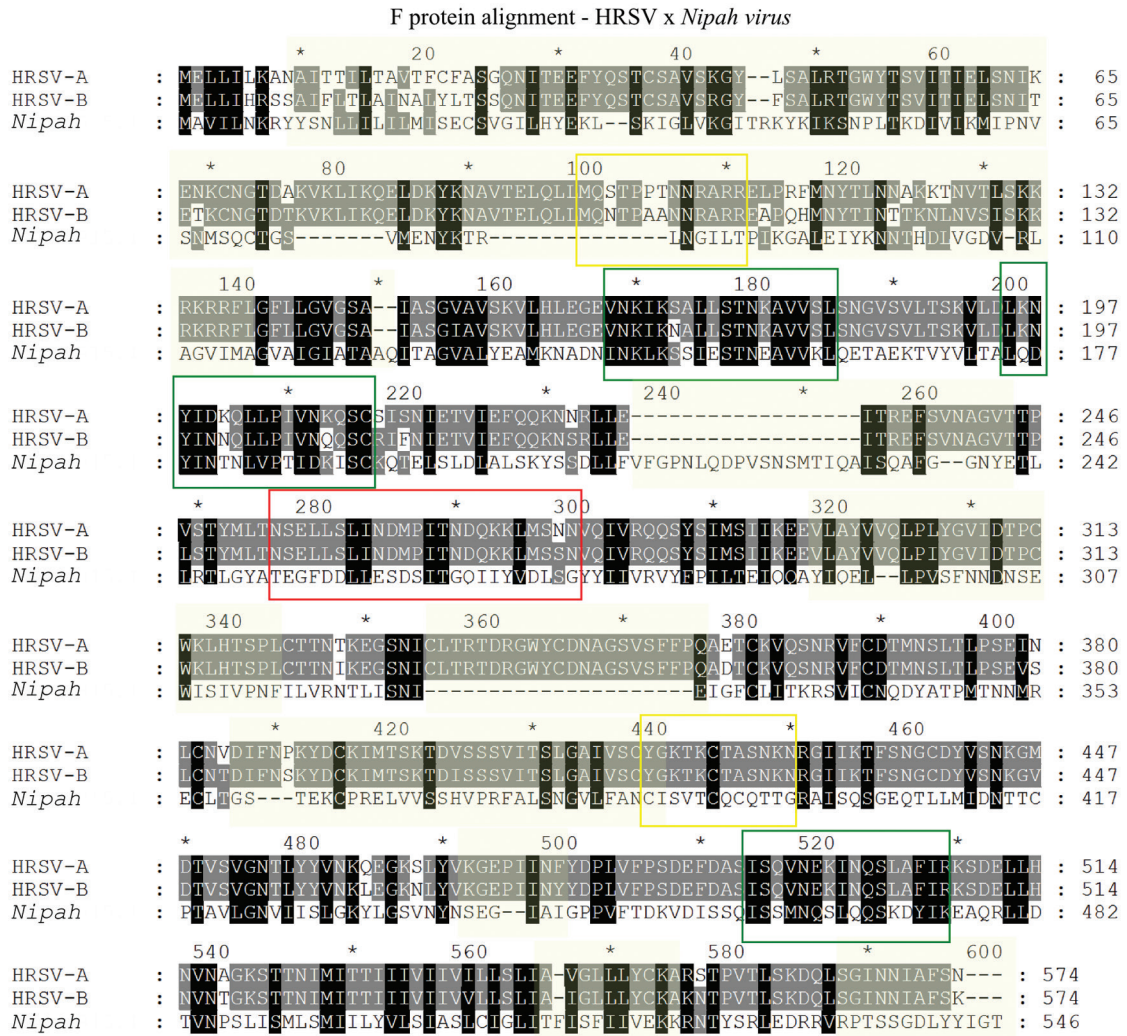 F protein alignment - HRSV x Nipah virus
* 20 * 40 * 60
HRSV-A : MELLILKANAITTILTAVTFCFASGQNITEEFYQSTCSAVSKGY--LSALRTGWYTSVITIELSNIK : 65
HRSV-B : MELLIHRSSAIFLTLAINALYLTSSQNITEEFYQSTCSAVSRGY--FSALRTGWYTSVITIELSNIT : 65
Nipah : MAVILNKRYYSNLLILILMISECSVGILHYEKL--SKIGLVKGITRKYKIKSNPLTKDIVIKMIPNV : 65
* 80 * 100 * 120 *
HRSV-A : ENKCNGTDAKVKLIKQELDKYKNAVTELQLLMQSTPPTNNRARRELPRFMNYTLNNAKKTNVTLSKK : 132
HRSV-B : ETKCNGTDTKVKLIKQELDKYKNAVTELQLLMQNTPAANNRARREAPQHMNYTINTTKNLNVSISKK : 132
Nipah : SNMSQCTGS------VMENYKTR------------LNGILTPIKGALEIYKNNTHDLVGDV-RL : 110
140 * 160 * 180 * 200
HRSV-A : RKRRFLGFLLGVGSA--IASGVAVSKVLHLEGEVNKIKSALLSTNKAVVSLSNGVSVLTSKVLDLKN : 197
HRSV-B : RKRRFLGFLLGVGSA--IASGIAVSKVLHLEGEVNKIKNALLSTNKAVVSLSNGVSVLTSKVLDLKN : 197
Nipah : AGVIMAGVAIGIATAAQITAGVALYEAMKNADNINKLKSSIESTNEAVVKLQETAEKTVYVLTALQD : 177
* 220 * 240 * 260
HRSV-A : YIDKQLLPIVNKQSCSISNIETVIEFQQKNNRLLE-----------------ITREFSVNAGVTTP : 246
HRSV-B : YINNQLLPIVNQQSCRIFNIETVIEFQQKNSRLLE-----------------ITREFSVNAGVTTP : 246
Nipah : YINTNLVPTIDKISCKQTELSLDLALSKYSSDLLFVFGPNLQDPVSNSMTIQAISQAFG--GNYETL : 242
* 280 * 300 * 320 *
HRSV-A : VSTYMLTNSELLSLINDMPITNDQKKLMSNNVQIVRQQSYSIMSIIKEEVLAYVVQLPLYGVIDTPC : 313
HRSV-B : LSTYMLTNSELLSLINDMPITNDQKKLMSSNVQIVRQQSYSIMSIIKEEVLAYVVQLPIYGVIDTPC : 313
Nipah : LRTLGYATEGFDDLLESDSITGQIIYVDLSGYYIIVRVYFPILTEIQQAYIQEL--LPVSFNNDNSE : 307
340 * 360 * 380 * 400
HRSV-A : WKLHTSPLCTTNTKEGSNICLTRTDRGWYCDNAGSVSFFPQAETCKVQSNRVFCDTMNSLTLPSEIN : 380
HRSV-B : WKLHTSPLCTTNIKEGSNICLTRTDRGWYCDNAGSVSFFPQADTCKVQSNRVFCDTMNSLTLPSEVS : 380
Nipah : WISIVPNFILVRNTLISNI---------------------EIGFCLITKRSVICNQDYATPMTNNMR : 353
* 420 * 440 * 460
HRSV-A : LCNVDIFNPKYDCKIMTSKTDVSSSVITSLGAIVSCYGKTKCTASNKNRGIIKTFSNGCDYVSNKGM : 447
HRSV-B : LCNTDIFNSKYDCKIMTSKTDISSSVITSLGAIVSCYGKTKCTASNKNRGIIKTFSNGCDYVSNKGV : 447
Nipah : ECLTGS---TEKCPRELVVSSHVPRFALSNGVLFANCISVTCQCQTTGRAISQSGEQTLLMIDNTTC : 417
* 480 * 500 * 520 *
HRSV-A : DTVSVGNTLYYVNKQEGKSLYVKGEPIINFYDPLVFPSDEFDASISQVNEKINQSLAFIRKSDELLH : 514
HRSV-B : DTVSVGNTLYYVNKLEGKNLYVKGEPIINYYDPLVFPSDEFDASISQVNEKINQSLAFIRKSDELLH : 514
Nipah : PTAVLGNVIISLGKYLGSVNYNSEG--IAIGPPVFTDKVDISSQISSMNQSLQQSKDYIKEAQRLLD : 482
540 * 560 * 580 * 600
HRSV-A : NVNAGKSTTNIMITTIIIVIIVILLSLIA-VGLLLYCKARSTPVTLSKDQLSGINNIAFSN--- : 574
HRSV-B : NVNTGKSTTNIMITTIIIVIIVVLLSLIA-IGLLLYCKAKNTPVTLSKDQLSGINNIAFSK--- : 574
Nipah : TVNPSLISMLSMIILYVLSIASLCIGLITFISFIIVEKKRNTYSRLEDRRVRPTSSGDLYYIGT : 546